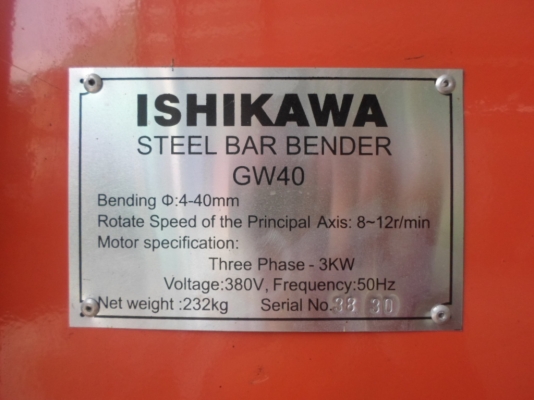 ISHIKAWA
STEEL BAR BENDER
GW40
Bending Φ:4-40mm
Rotate Speed of the Principal Axis: 8~12r/min
Motor specification:
Three Phase - 3KW
Voltage:380V, Frequency:50Hz
Net weight :232kg Serial No.